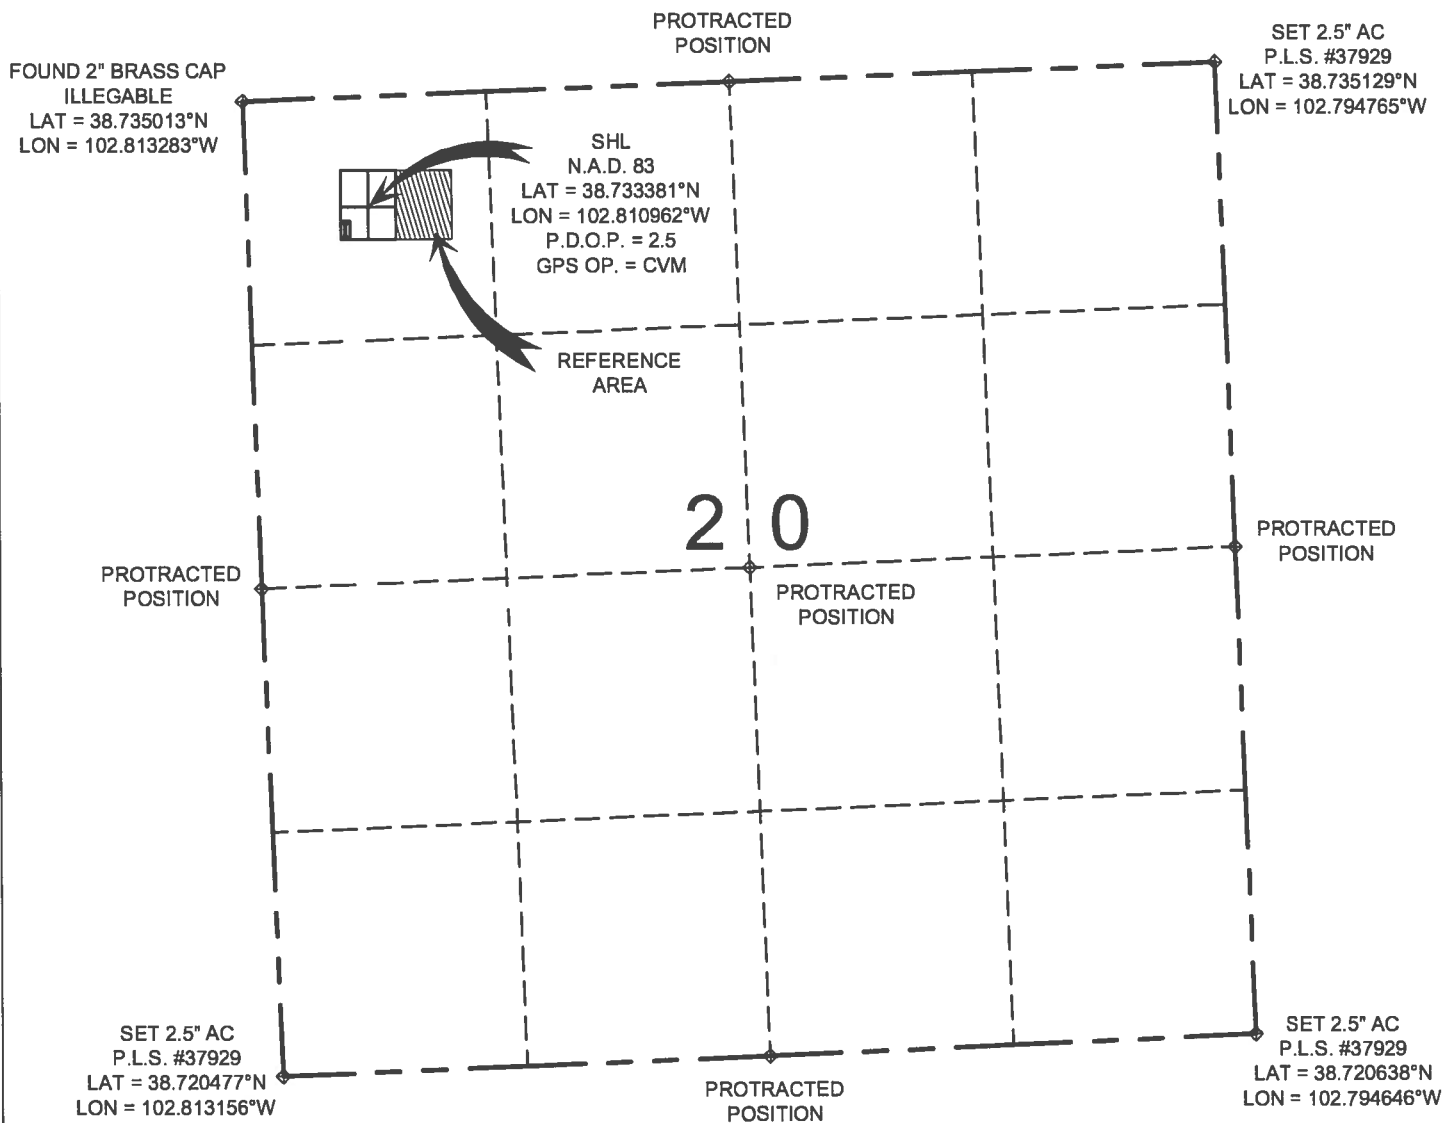 PROTRACTED
POSITION
SET 2.5" AC
P.L.S. #37929
LAT = 38.735129°N
LON = 102.794765°W
FOUND 2" BRASS CAP
ILLEGABLE
LAT = 38.735013°N
LON = 102.813283°W
SHL
N.A.D. 83
LAT = 38.733381°N
LON = 102.810962°W
P.D.O.P. = 2.5
GPS OP. = CVM
REFERENCE
AREA
2 0
PROTRACTED
POSITION
PROTRACTED
POSITION
PROTRACTED
POSITION
SET 2.5" AC
P.L.S. #37929
LAT = 38.720477°N
LON = 102.813156°W
PROTRACTED
POSITION
SET 2.5" AC
P.L.S. #37929
LAT = 38.720638°N
LON = 102.794646°W